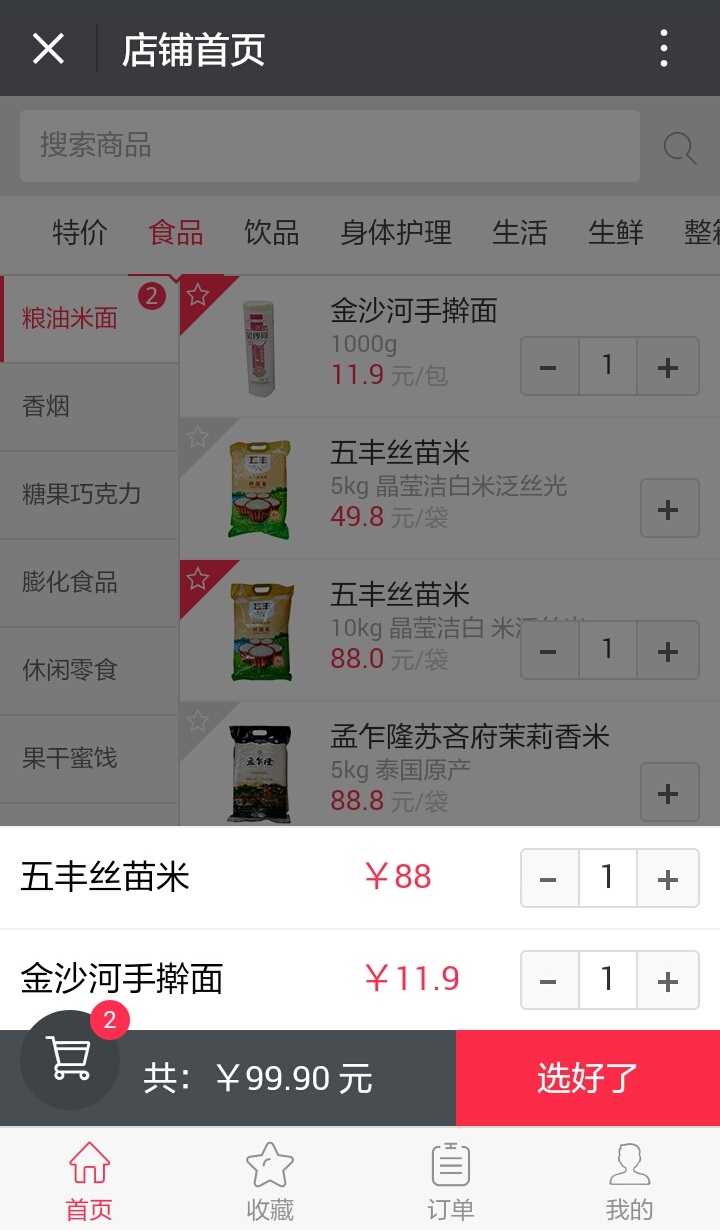 店铺首页
搜索商品
特价 食品 饮品 身体护理 生活 生鲜
粮油米面 2
香烟
糖果巧克力
膨化食品
休闲零食
果干蜜饯
金沙河手擀面
1000g
11.9 元/包
− 1 +
五丰丝苗米
5kg 晶莹洁白米泛丝光
49.8 元/袋
+
五丰丝苗米
10kg 晶莹洁白 米泛丝光
88.0 元/袋
− 1 +
孟乍隆苏吝府茉莉香米
5kg 泰国原产
88.8 元/袋
+
五丰丝苗米 ￥88 − 1 +
金沙河手擀面 ￥11.9 − 1 +
2
共：￥99.90 元 选好了
首页 收藏 订单 我的